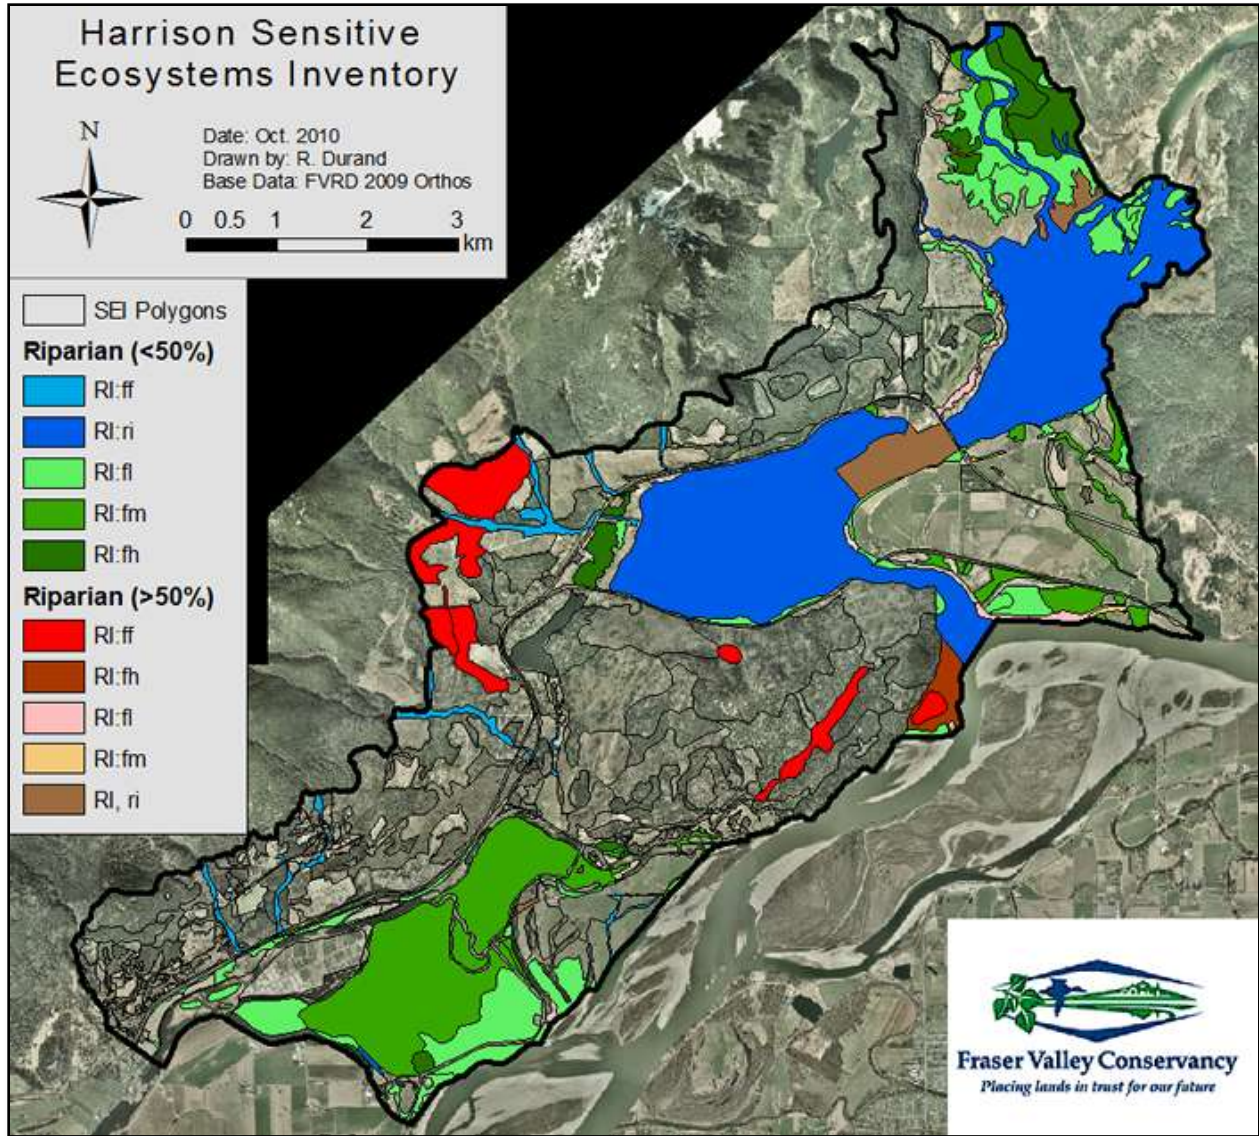 Harrison Sensitive
Ecosystems Inventory
N
Date: Oct. 2010
Drawn by: R. Durand
Base Data: FVRD 2009 Orthos
0 0.5 1 2 3
km
SEI Polygons
Riparian (<50%)
RI:ff
RI:ri
RI:fl
RI:fm
RI:fh
Riparian (>50%)
RI:ff
RI:fh
RI:fl
RI:fm
RI, ri
Fraser Valley Conservancy
Placing lands in trust for our future